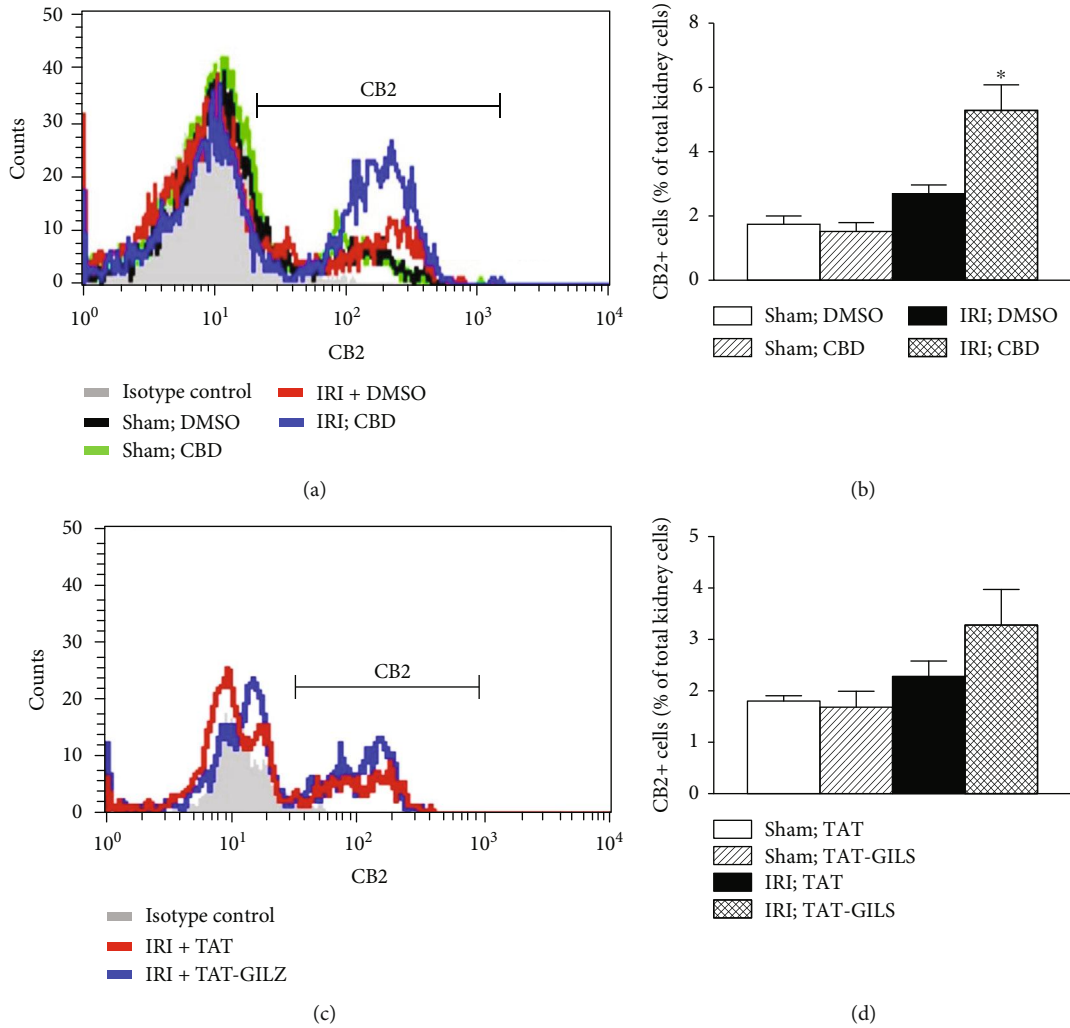 50
40
30
20
10
0
Counts
CB2
10^0
10^1
10^2
10^3
10^4
CB2
Isotype control
Sham; DMSO
Sham; CBD
IRI + DMSO
IRI; CBD
(a)
8
6
4
2
0
CB2+ cells (% of total kidney cells)
*
Sham; DMSO
Sham; CBD
IRI; DMSO
IRI; CBD
(b)
50
40
30
20
10
0
Counts
CB2
10^0
10^1
10^2
10^3
10^4
CB2
Isotype control
IRI + TAT
IRI + TAT-GILZ
(c)
5
4
3
2
1
0
CB2+ cells (% of total kidney cells)
Sham; TAT
Sham; TAT-GILS
IRI; TAT
IRI; TAT-GILS
(d)